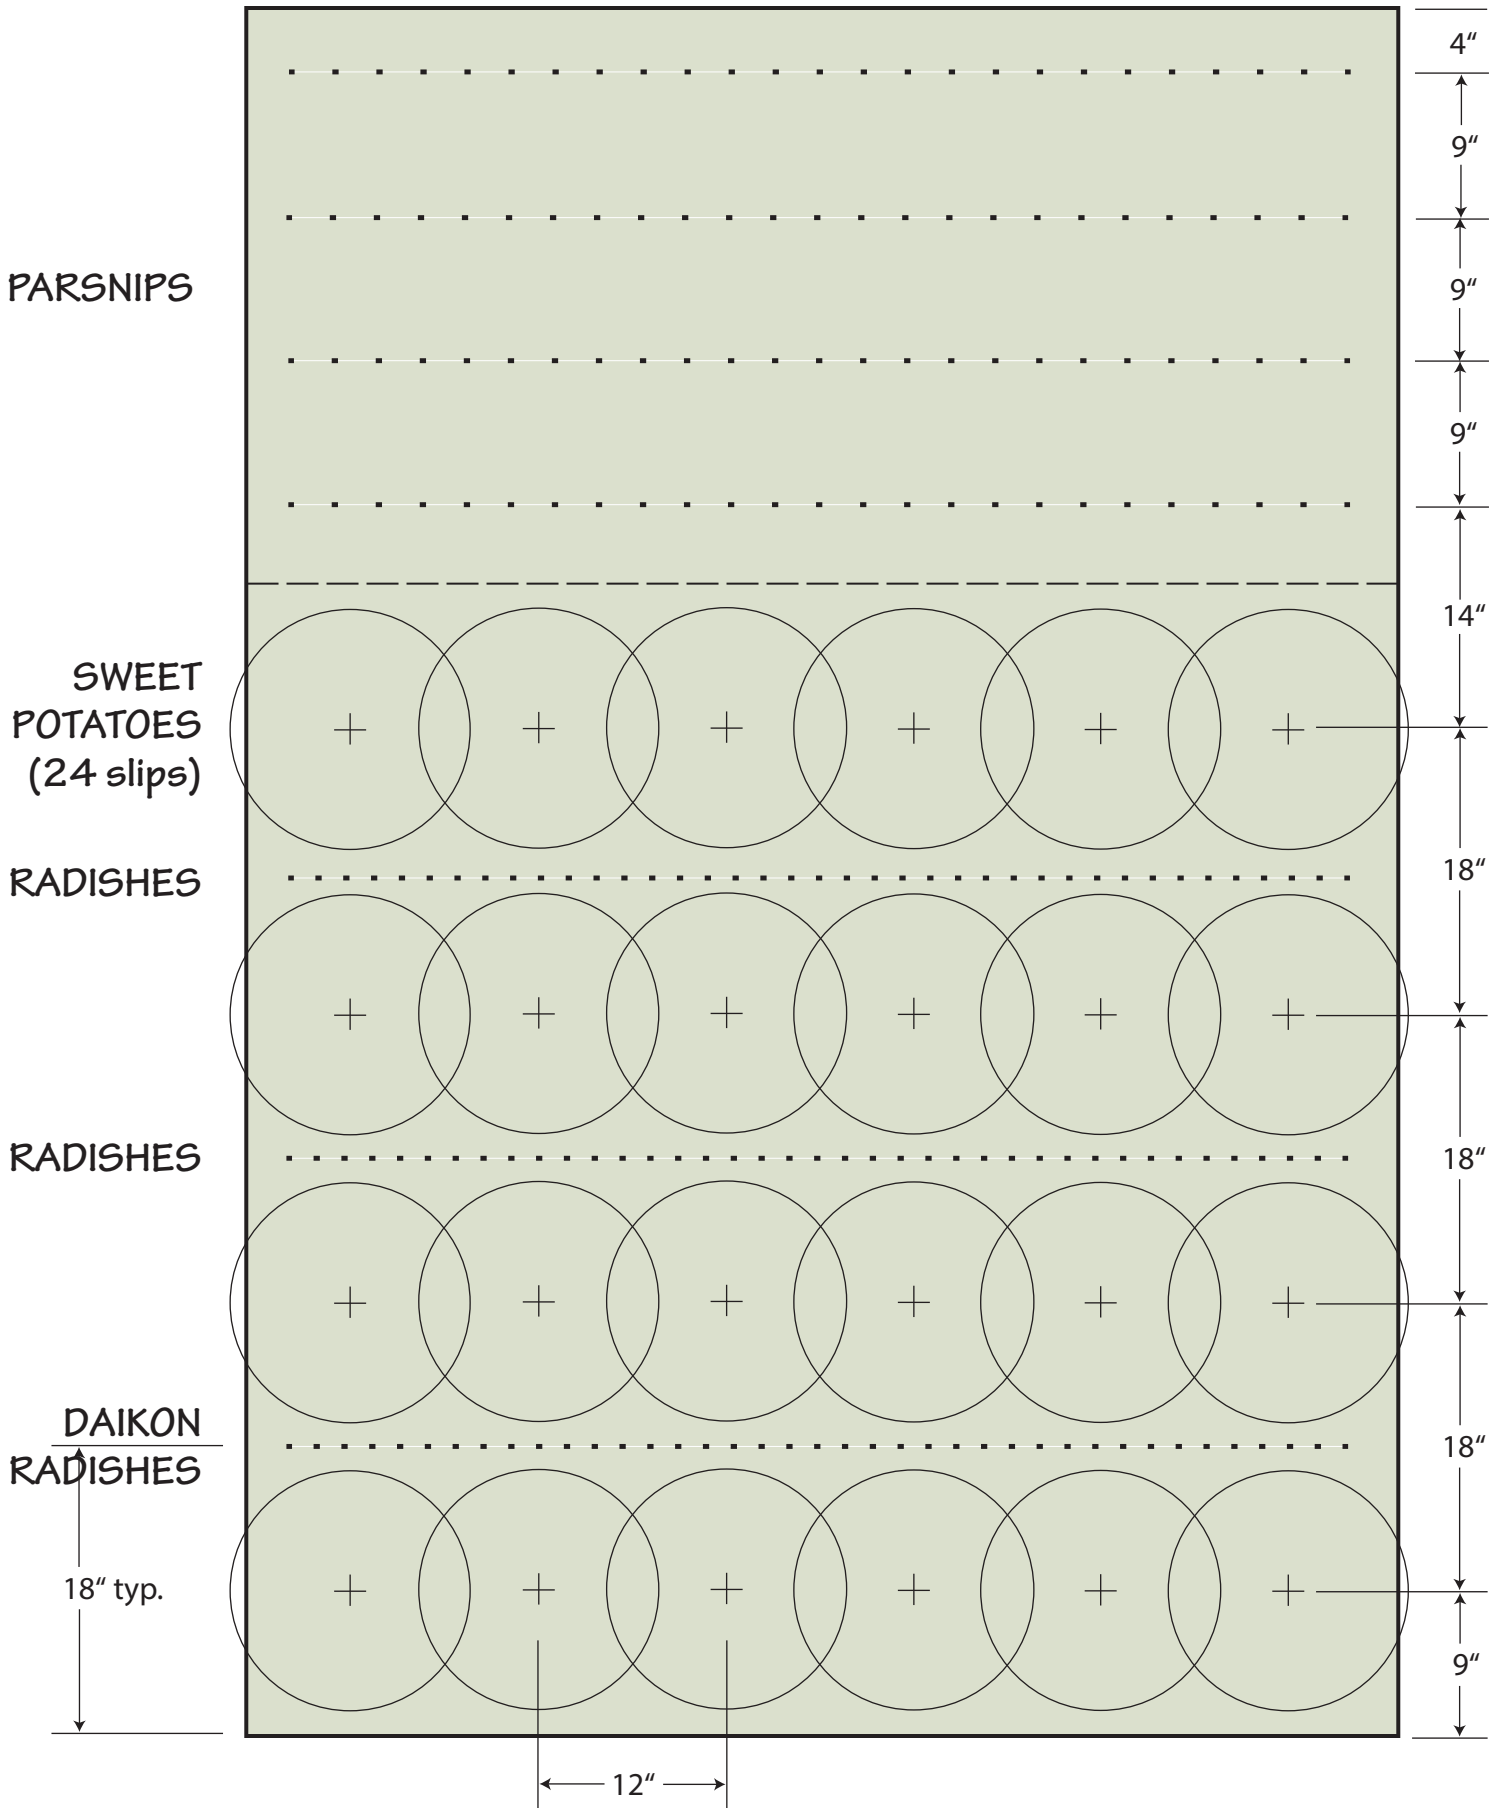 4“
9“
PARSNIPS
9“
9“
14“
SWEET
POTATOES
(24 slips)
RADISHES
18“
RADISHES
18“
DAIKON
RADISHES
18“
18“ typ.
9“
12“